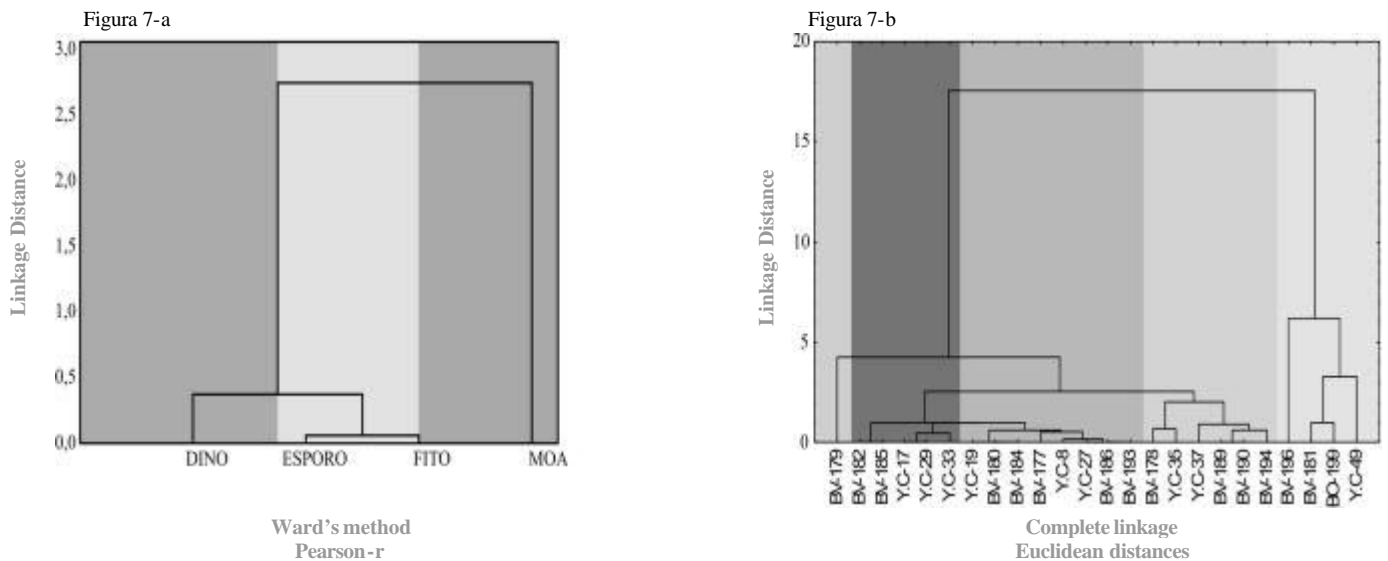 Figura 7-a
3,0
2,5
2,0
1,5
1,0
0,5
0,0
Linkage Distance
DINO ESPORO FITO MOA
Ward's method
Pearson-r
Figura 7-b
20
15
10
5
0
Linkage Distance
BV-179 BV-182 BV-185 Y.C-17 Y.C-29 Y.C-33 Y.C-19 BV-180 BV-184 BV-177 Y.C-8 Y.C-27 BV-186 BV-193 BV-178 Y.C-35 Y.C-37 BV-189 BV-190 BV-194 BV-196 BV-181 BO-199 Y.C-49
Complete linkage
Euclidean distances